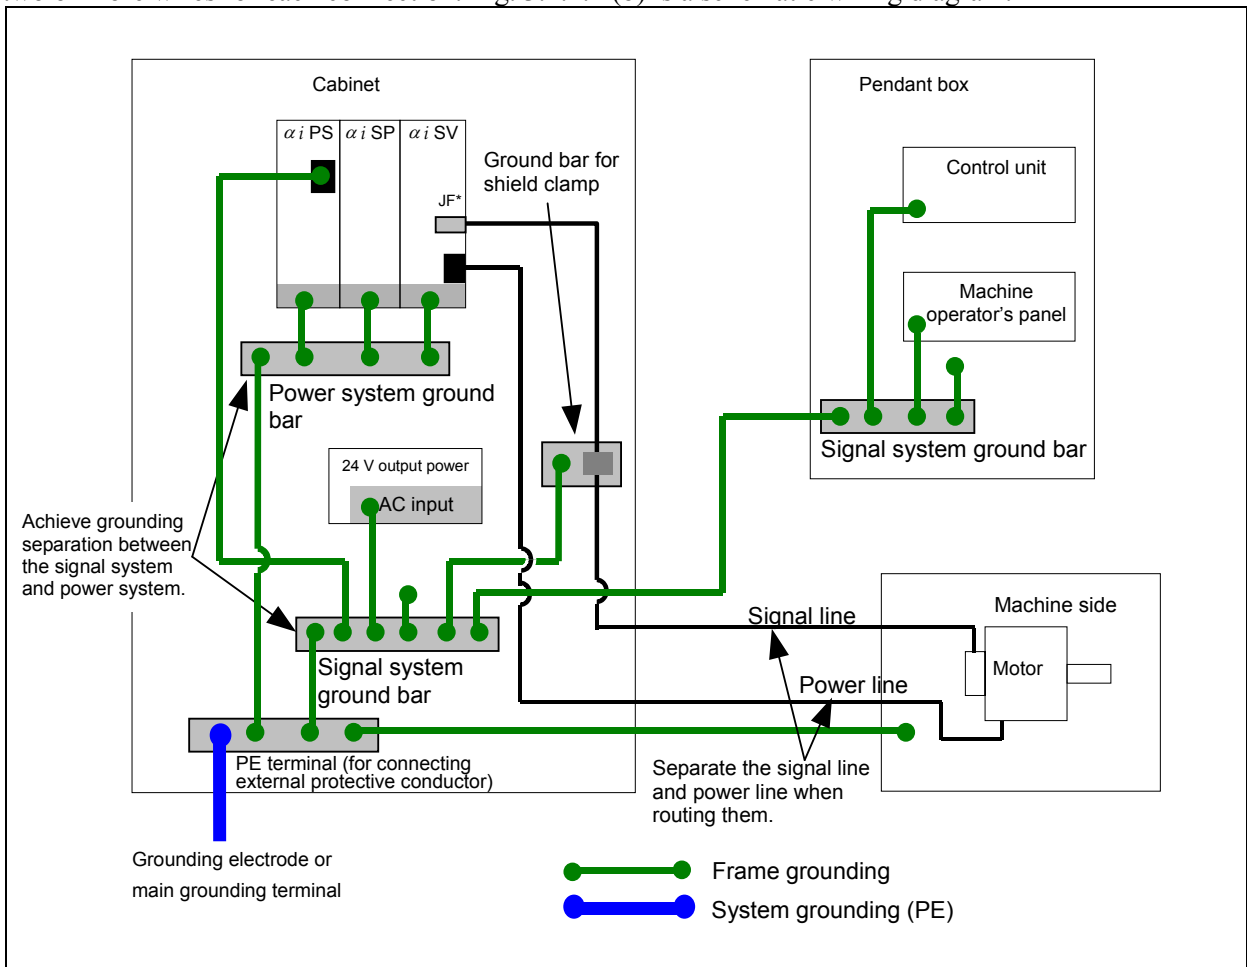 Cabinet
Pendant box
α i PS
α i SP
α i SV
Ground bar for
shield clamp
JF*
Control unit
Machine
operator's panel
Power system ground
bar
Signal system ground bar
24 V output power
AC input
Achieve grounding
separation between
the signal system
and power system.
Machine side
Signal line
Motor
Signal system
ground bar
Power line
PE terminal (for connecting
external protective conductor)
Separate the signal line
and power line when
routing them.
Grounding electrode or
main grounding terminal
Frame grounding
System grounding (PE)